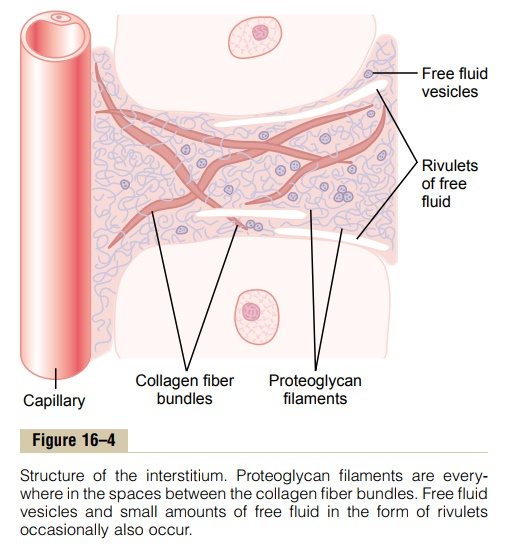 Free fluid
vesicles
Rivulets
of free
fluid
Collagen fiber
bundles
Proteoglycan
filaments
Capillary
Figure 16–4
Structure of the interstitium. Proteoglycan filaments are every-
where in the spaces between the collagen fiber bundles. Free fluid
vesicles and small amounts of free fluid in the form of rivulets
occasionally also occur.